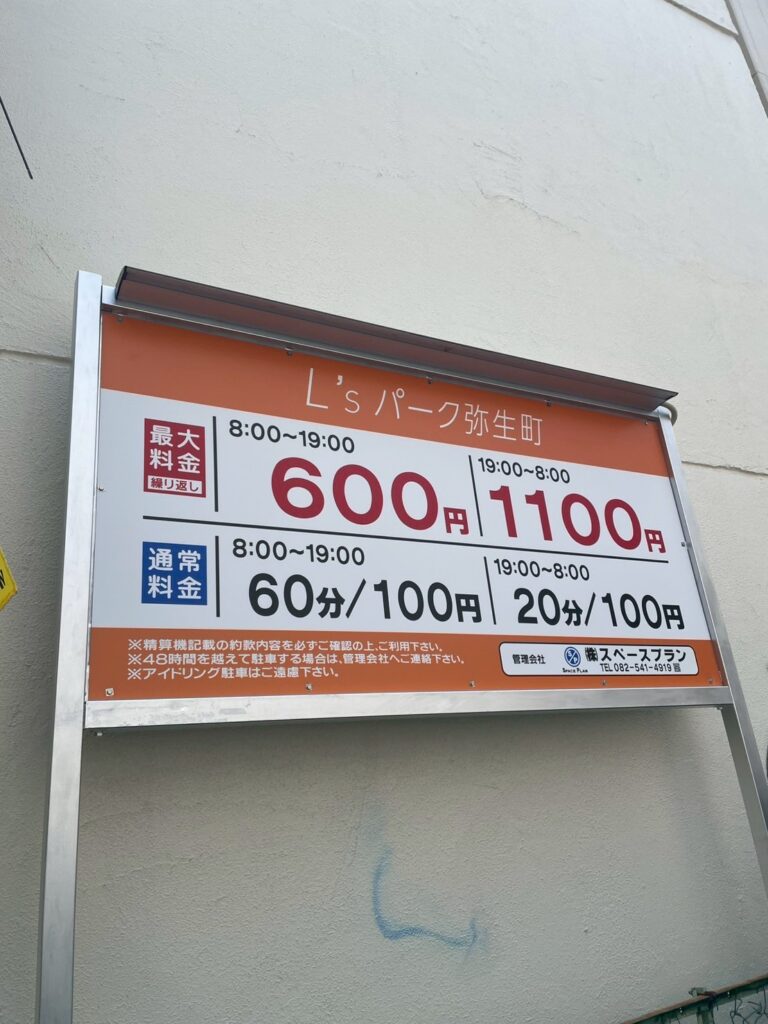 L'sパーク弥生町
最大
料金
繰り返し
8:00~19:00
600円
19:00~8:00
1100円
通常
料金
8:00~19:00
60分/100円
19:00~8:00
20分/100円
※精算機記載の約款内容を必ずご確認の上、ご利用下さい。
※48時間を越えて駐車する場合は、管理会社へご連絡下さい。
※アイドリング駐車はご遠慮下さい。
管理会社
SPACE PLAN
㈱スペースプラン
TEL 082-541-4919